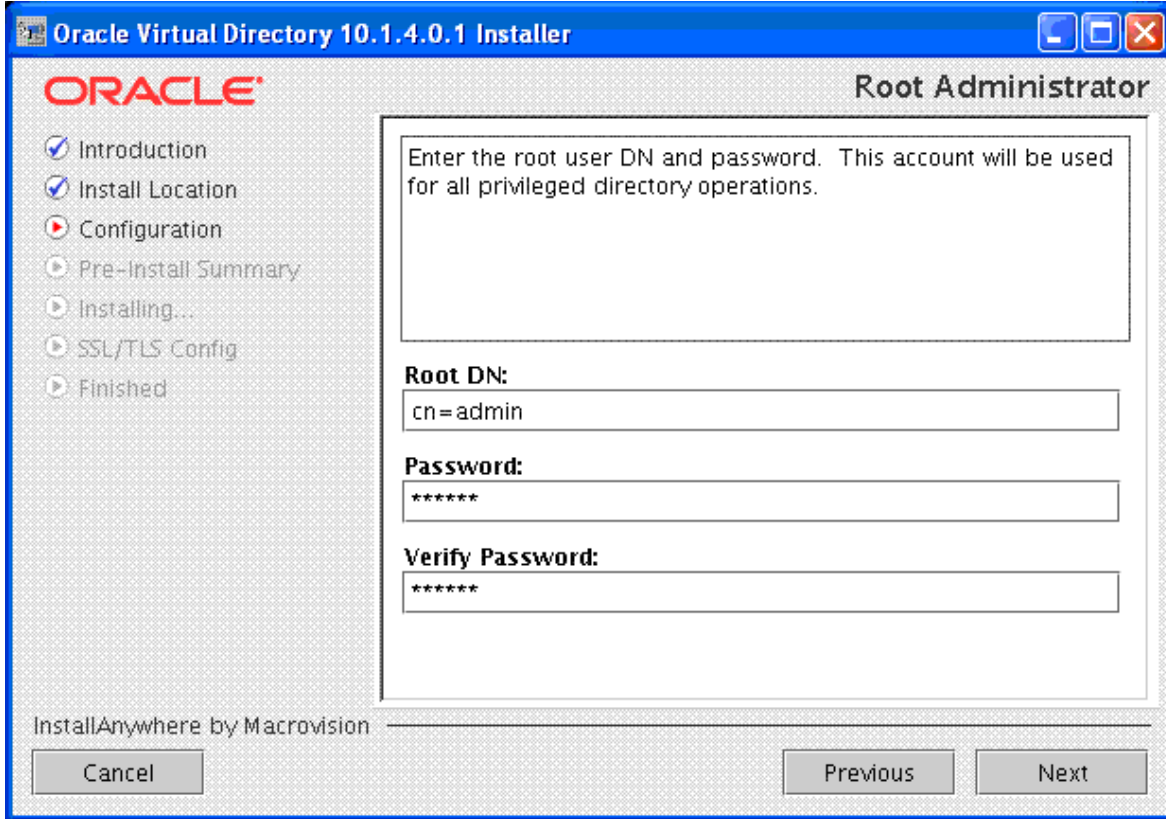 Oracle Virtual Directory 10.1.4.0.1 Installer
ORACLE
Root Administrator
Introduction
Install Location
Configuration
Pre-Install Summary
Installing...
SSL/TLS Config
Finished
Enter the root user DN and password. This account will be used
for all privileged directory operations.
Root DN:
cn=admin
Password:
******
Verify Password:
******
InstallAnywhere by Macrovision
Cancel
Previous
Next